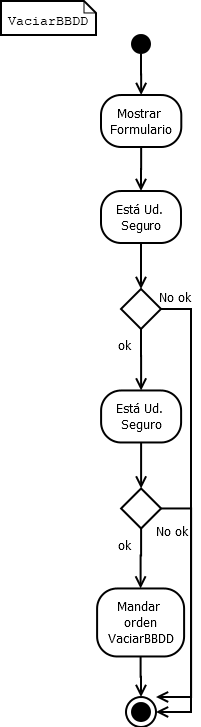 VaciarBBDD
Mostrar
Formulario
Está Ud.
Seguro
No ok
ok
Está Ud.
Seguro
No ok
ok
Mandar
orden
VaciarBBDD